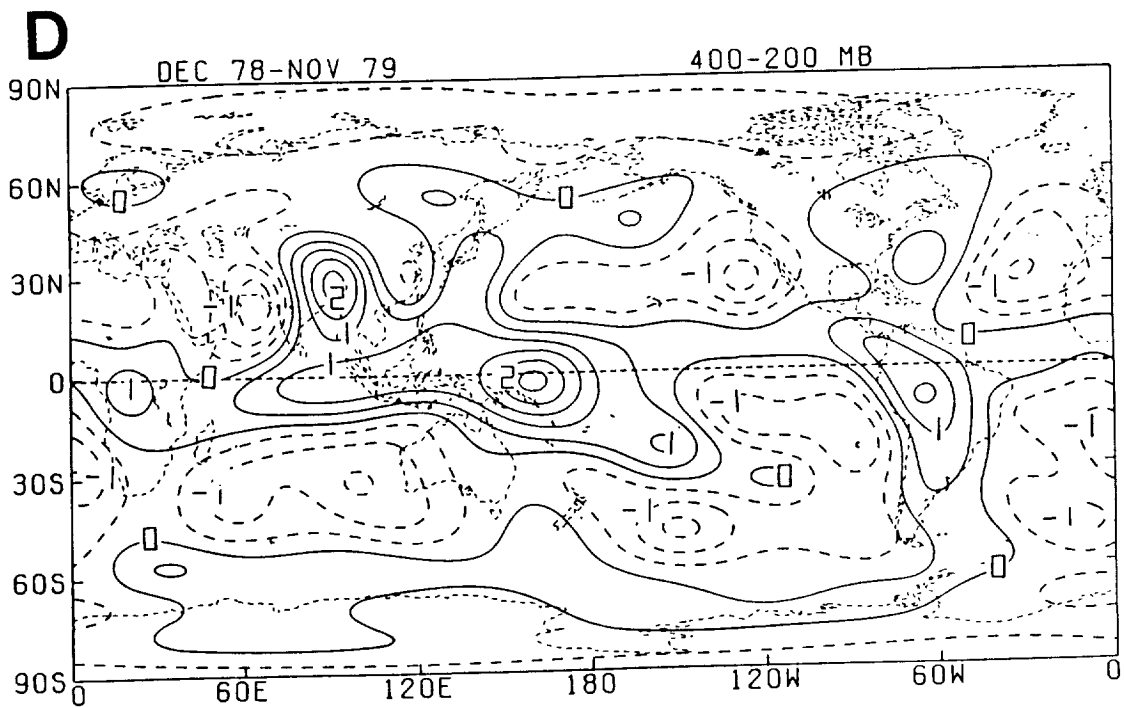 D
DEC 78-NOV 79 400-200 MB
90N
60N 0 0
30N -1 -1 -1
2 1 0
1
0 1 0 2
-1 1 -1
1
30S -1 -1 0
-1 -1
0 0
60S
90S
0 60E 120E 180 120W 60W 0